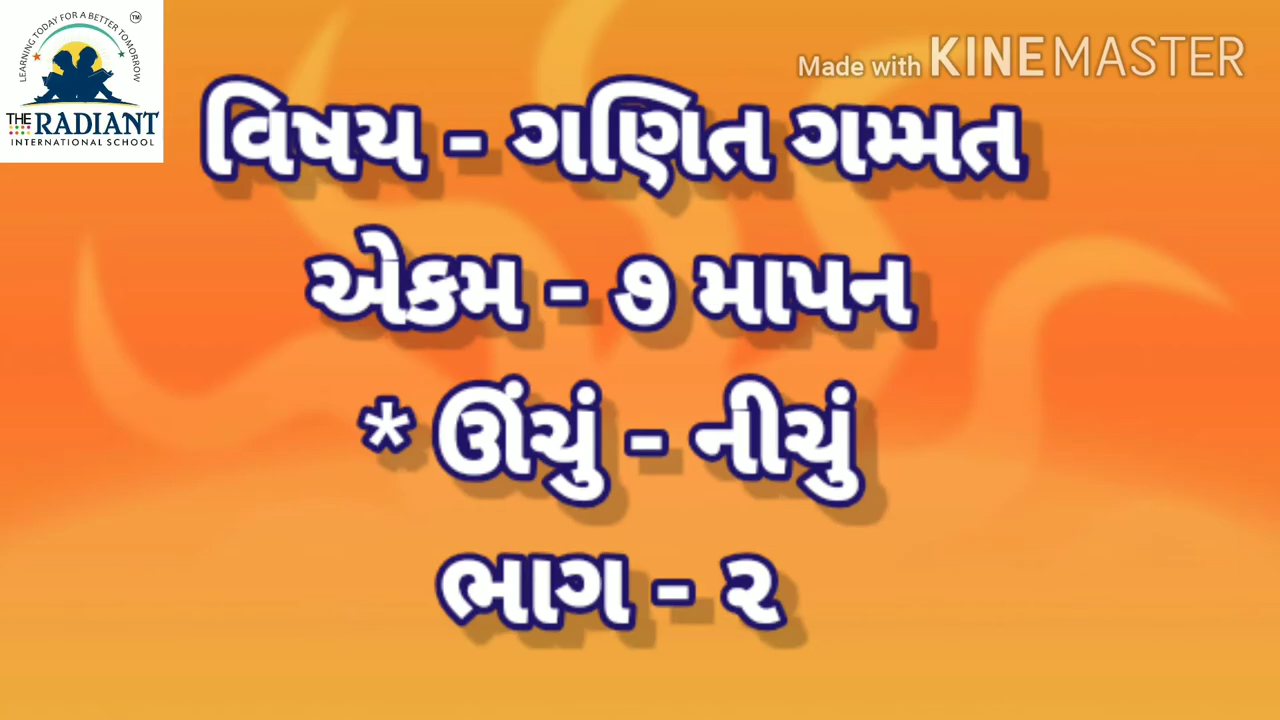 LEARNING TODAY FOR A BETTER TOMORROW
TM
THE RADIANT
INTERNATIONAL SCHOOL
Made with KINEMASTER
વિષય - ગણિત ગમ્મત
એકમ - ૭ માપન
* ઊંચું - નીચું
ભાગ - ૨